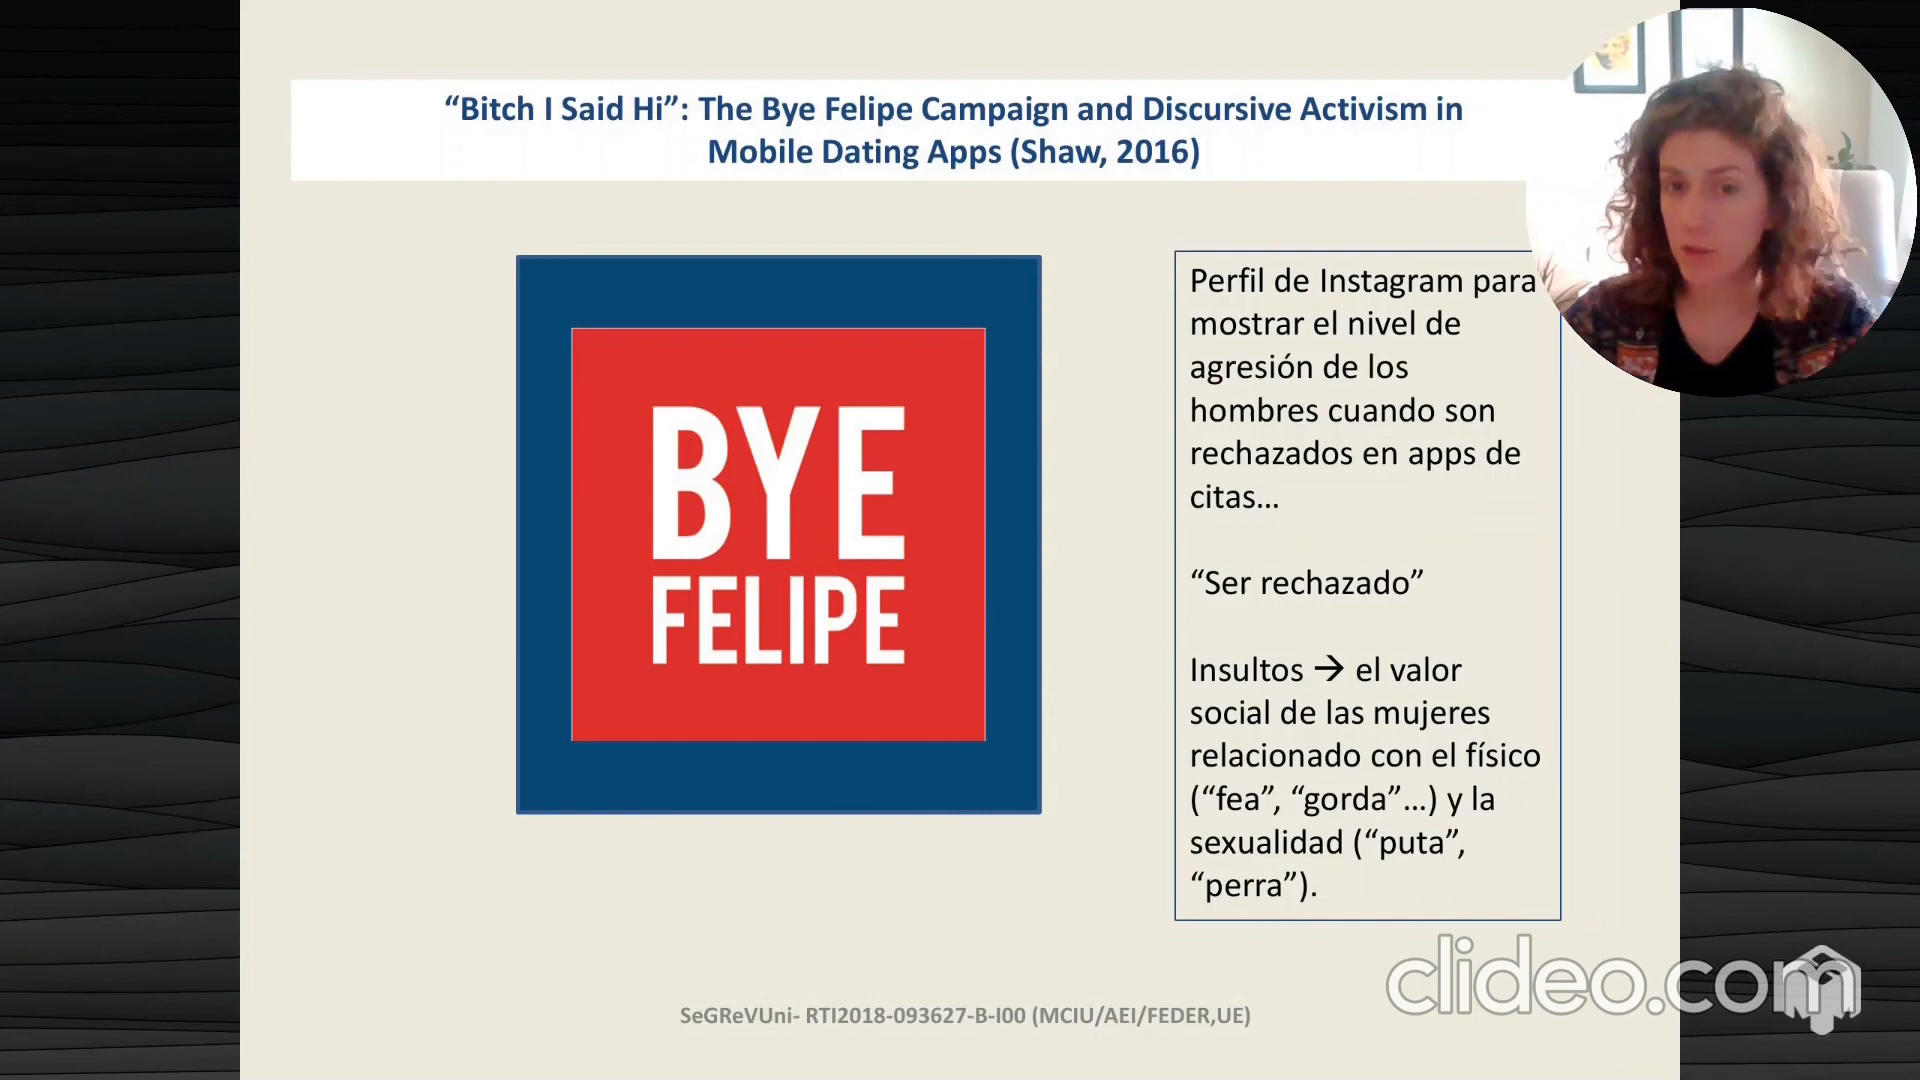 “Bitch I Said Hi”: The Bye Felipe Campaign and Discursive Activism in
Mobile Dating Apps (Shaw, 2016)
BYE
FELIPE
Perfil de Instagram para
mostrar el nivel de
agresión de los
hombres cuando son
rechazados en apps de
citas…
“Ser rechazado”
Insultos → el valor
social de las mujeres
relacionado con el físico
(“fea”, “gorda”…) y la
sexualidad (“puta”,
“perra”).
clideo.com
SeGReVUni- RTI2018-093627-B-I00 (MCIU/AEI/FEDER,UE)